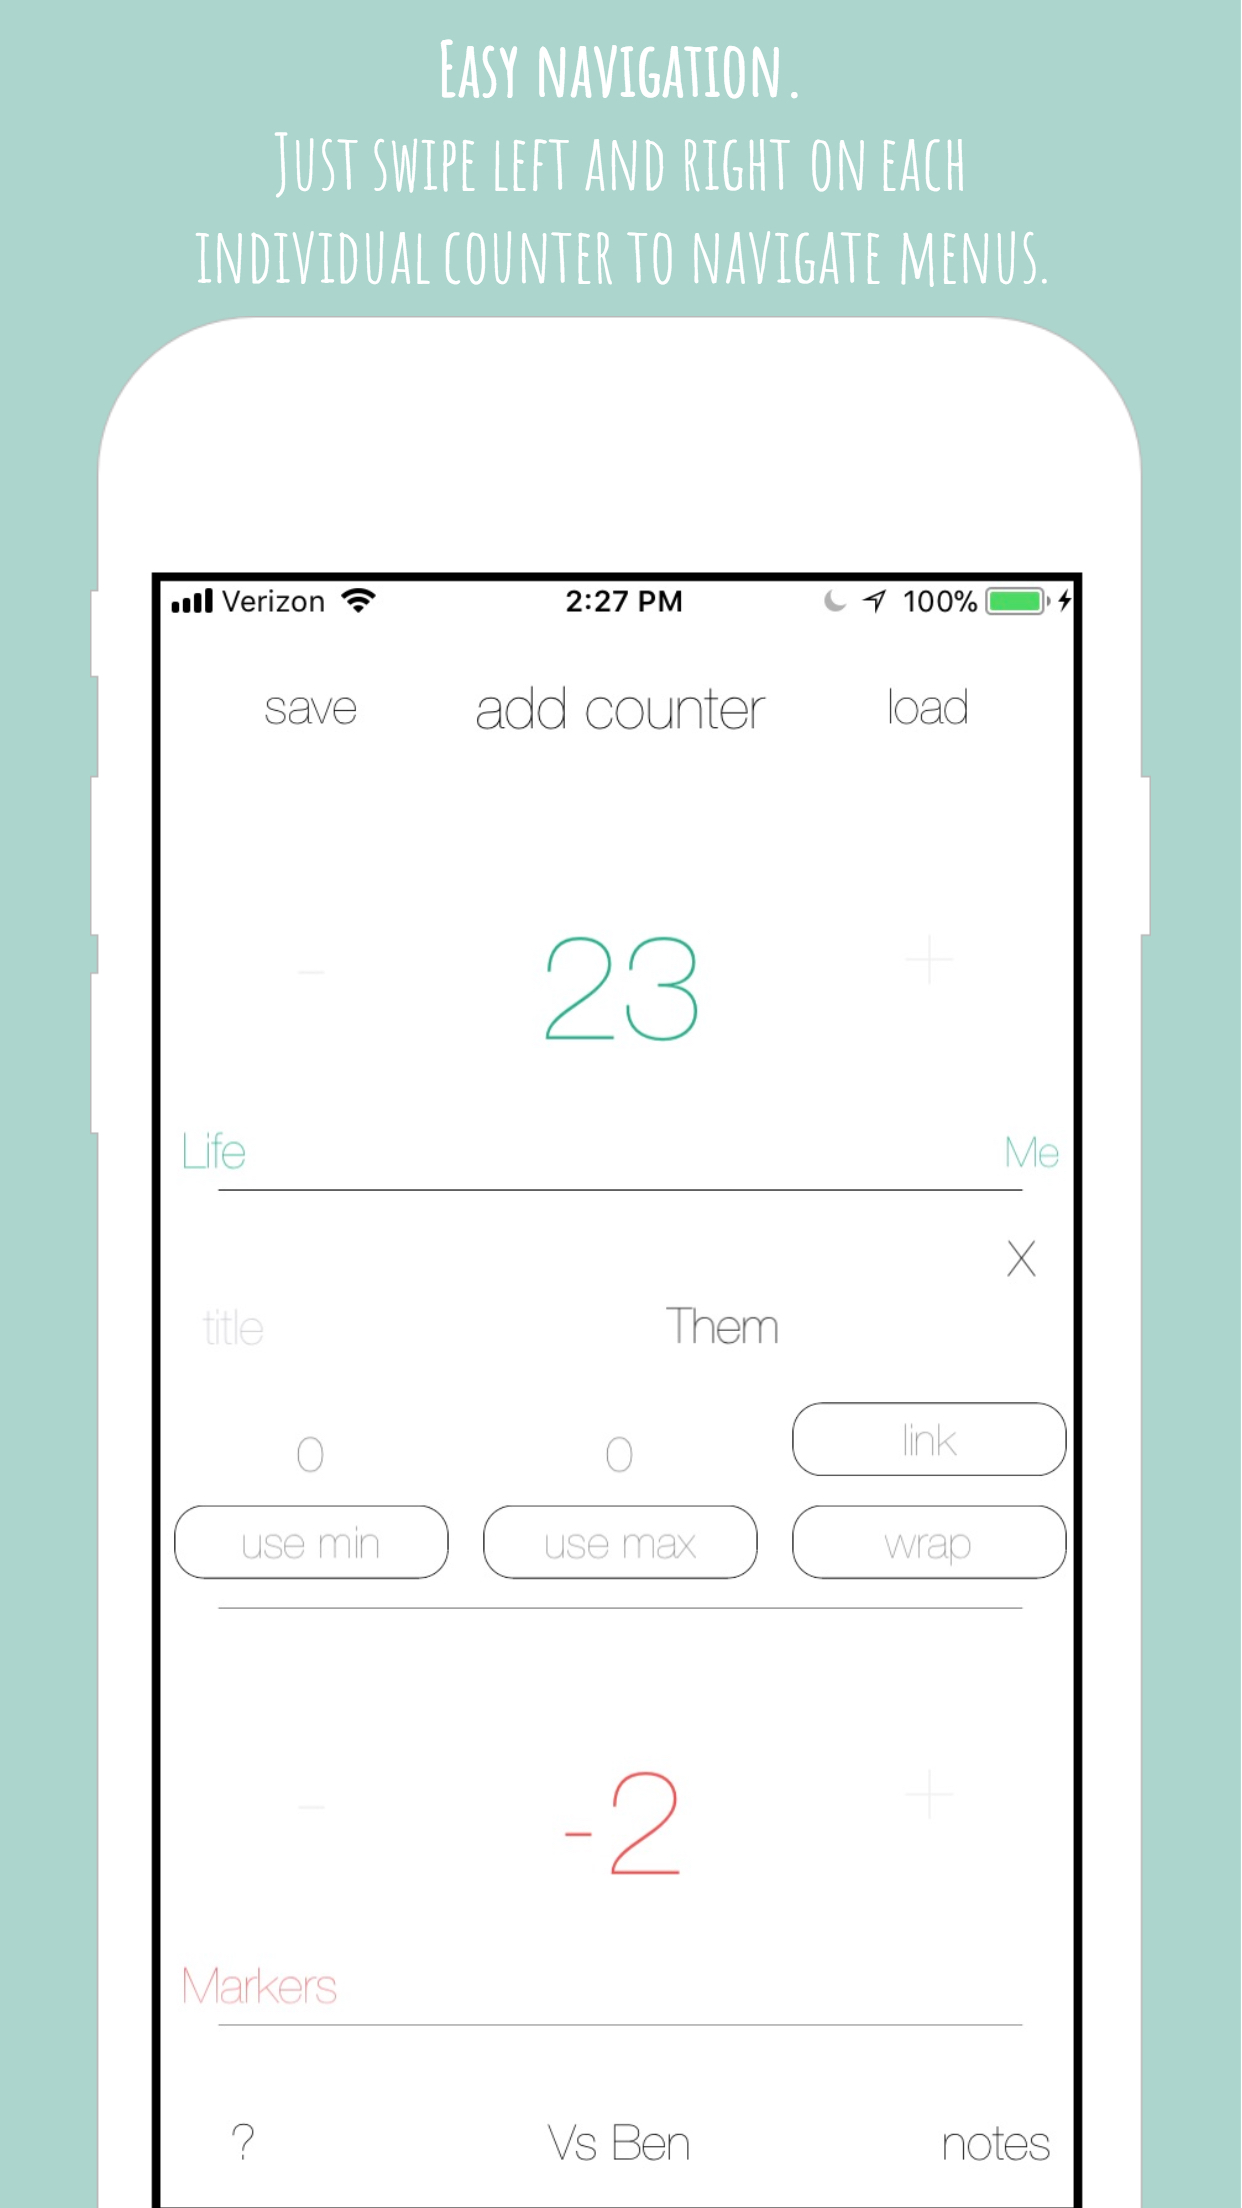 Easy navigation.
Just swipe left and right on each
individual counter to navigate menus.
Verizon 2:27 PM 100%
save add counter load
- 23 +
Life Me
X
title Them
0 0 link
use min use max wrap
- -2 +
Markers
? Vs Ben notes